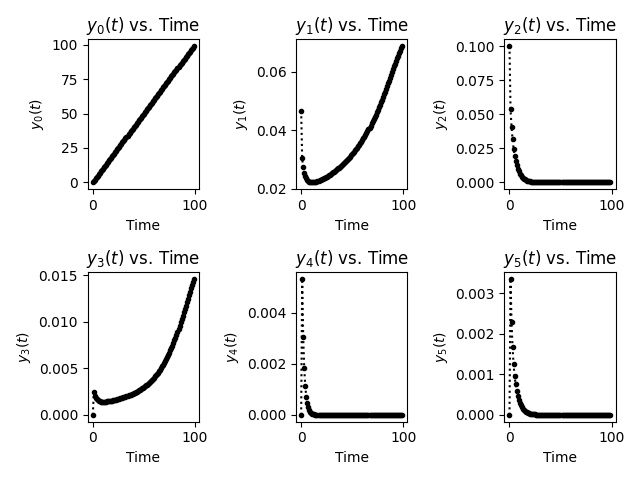 y₀(t) vs. Time
y₀(t)
100
75
50
25
0
0
100
Time
y₁(t) vs. Time
y₁(t)
0.06
0.04
0.02
0
100
Time
y₂(t) vs. Time
y₂(t)
0.100
0.075
0.050
0.025
0.000
0
100
Time
y₃(t) vs. Time
y₃(t)
0.015
0.010
0.005
0.000
0
100
Time
y₄(t) vs. Time
y₄(t)
0.004
0.002
0.000
0
100
Time
y₅(t) vs. Time
y₅(t)
0.003
0.002
0.001
0.000
0
100
Time